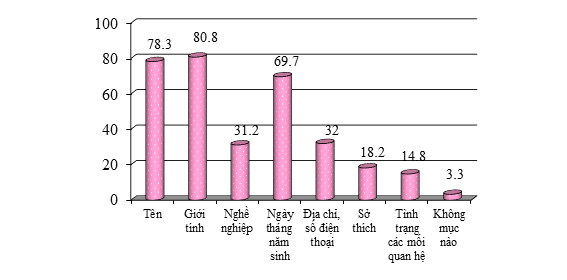 100
80
60
40
20
0
78.3
80.8
31.2
69.7
32
18.2
14.8
3.3
Tên
Giới
tính
Nghề
nghiệp
Ngày
tháng
năm
sinh
Địa chỉ,
số điện
thoại
Sở
thích
Tình
trạng
các mối
quan hệ
Không
mục
nào